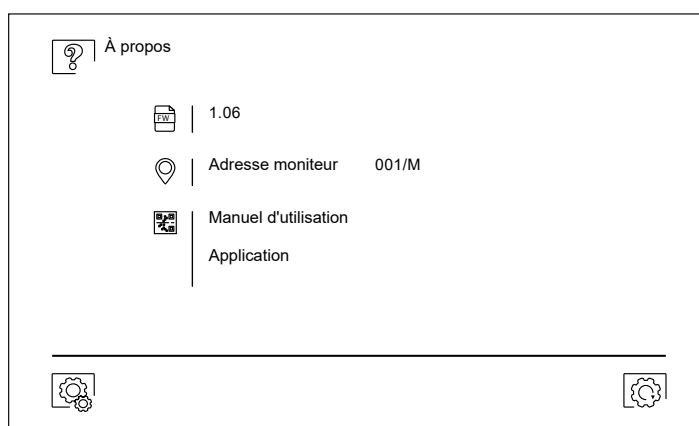 À propos
FW
1.06
Adresse moniteur 001/M
Manuel d'utilisation
Application